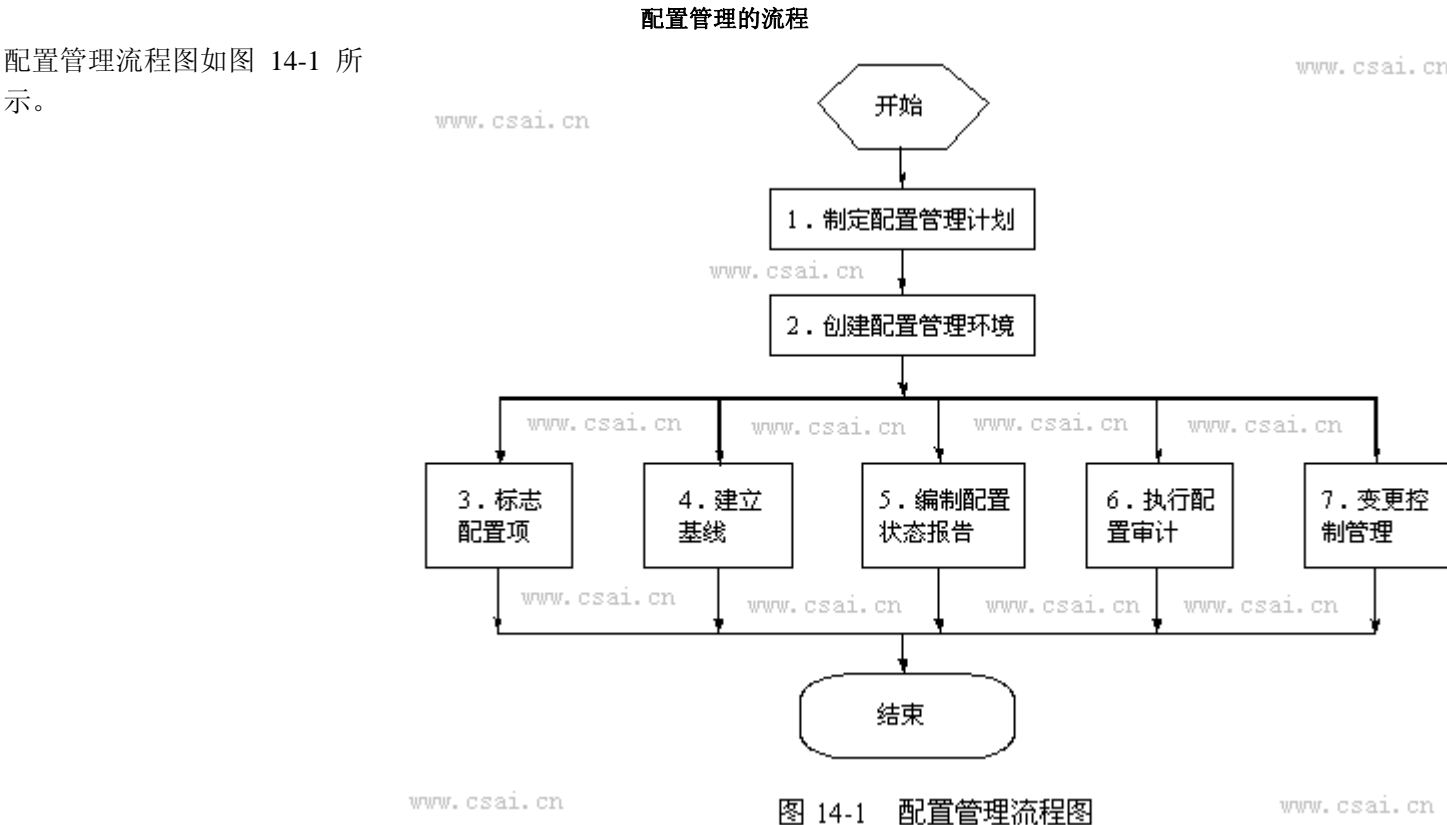 配置管理的流程
配置管理流程图如图 14-1 所
示。
www.csai.cn
www.csai.cn
开始
1.制定配置管理计划
www.csai.cn
2.创建配置管理环境
www.csai.cn
www.csai.cn
www.csai.cn
www.csai.cn
3.标志
配置项
4.建立
基线
5.编制配置
状态报告
6.执行配
置审计
7.变更控
制管理
www.csai.cn
www.csai.cn
www.csai.cn
www.csai.cn
结束
www.csai.cn
图 14-1 配置管理流程图
www.csai.cn